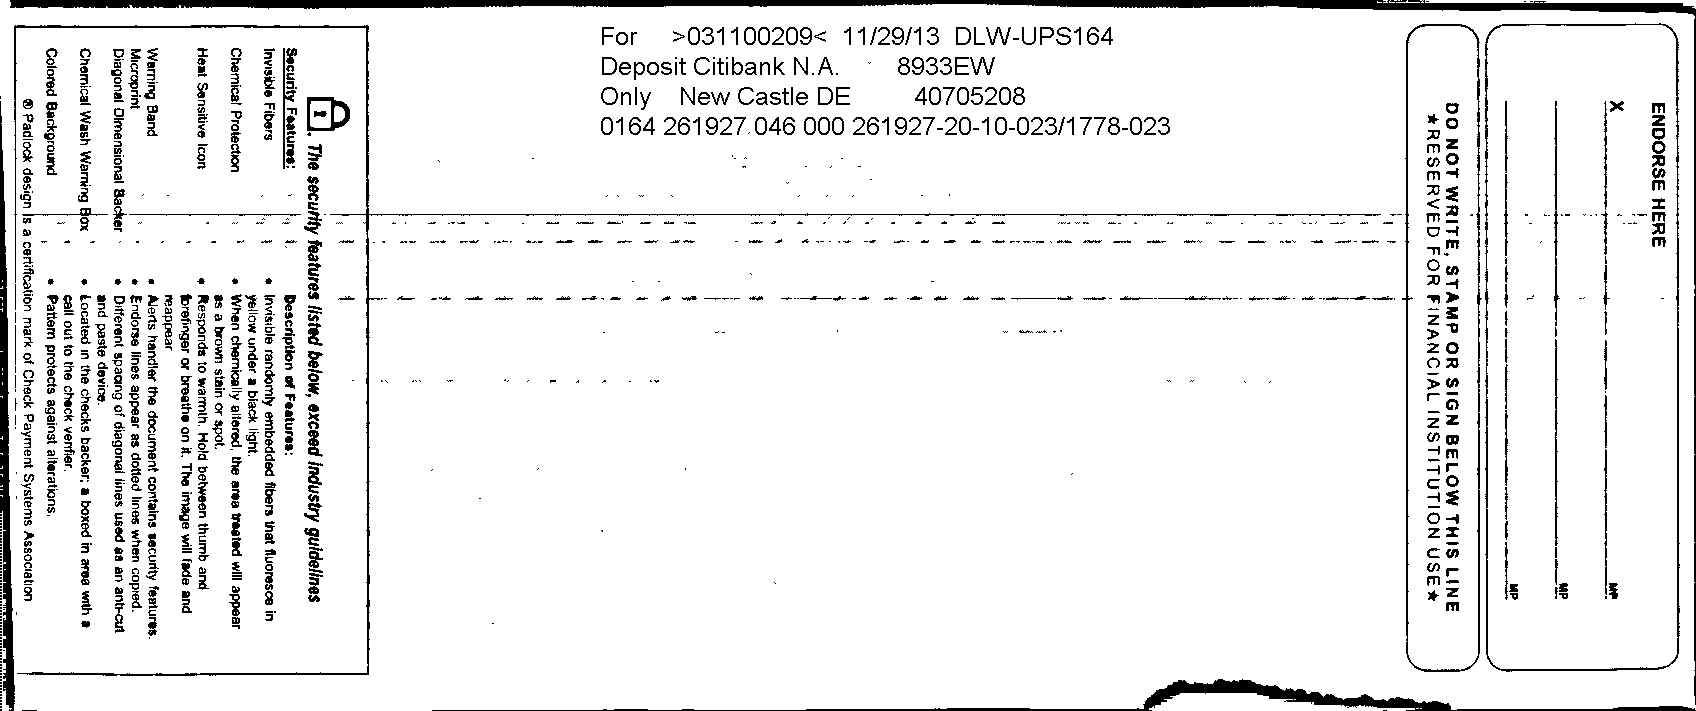 For >031100209< 11/29/13 DLW-UPS164
Deposit Citibank N.A. 8933EW
Only New Castle DE 40705208
0164 261927 046 000 261927-20-10-023/1778-023
ENDORSE HERE
X
MP
MP
MP
DO NOT WRITE, STAMP OR SIGN BELOW THIS LINE
★RESERVED FOR FINANCIAL INSTITUTION USE★
The security features listed below, exceed industry guidelines
Security Features: Description of Features:
Invisible Fibers • Invisible randomly embedded fibers that fluoresce in
yellow under a black light.
Chemical Protection • When chemically altered, the area treated will appear
as a brown stain or spot.
Heat Sensitive Icon • Responds to warmth. Hold between thumb and
forefinger or breathe on it. The image will fade and
reappear
Warning Band • Alerts handler the document contains security features.
Microprint • Endorse lines appear as dotted lines when copied.
Diagonal Dimensional Backer • Different spacing of diagonal lines used as an anti-cut
and paste device.
Chemical Wash Warning Box • Located in the checks backer; a boxed in area with a
call out to the check verifier.
Colored Background • Pattern protects against alterations.
® Padlock design is a certification mark of Check Payment Systems Association